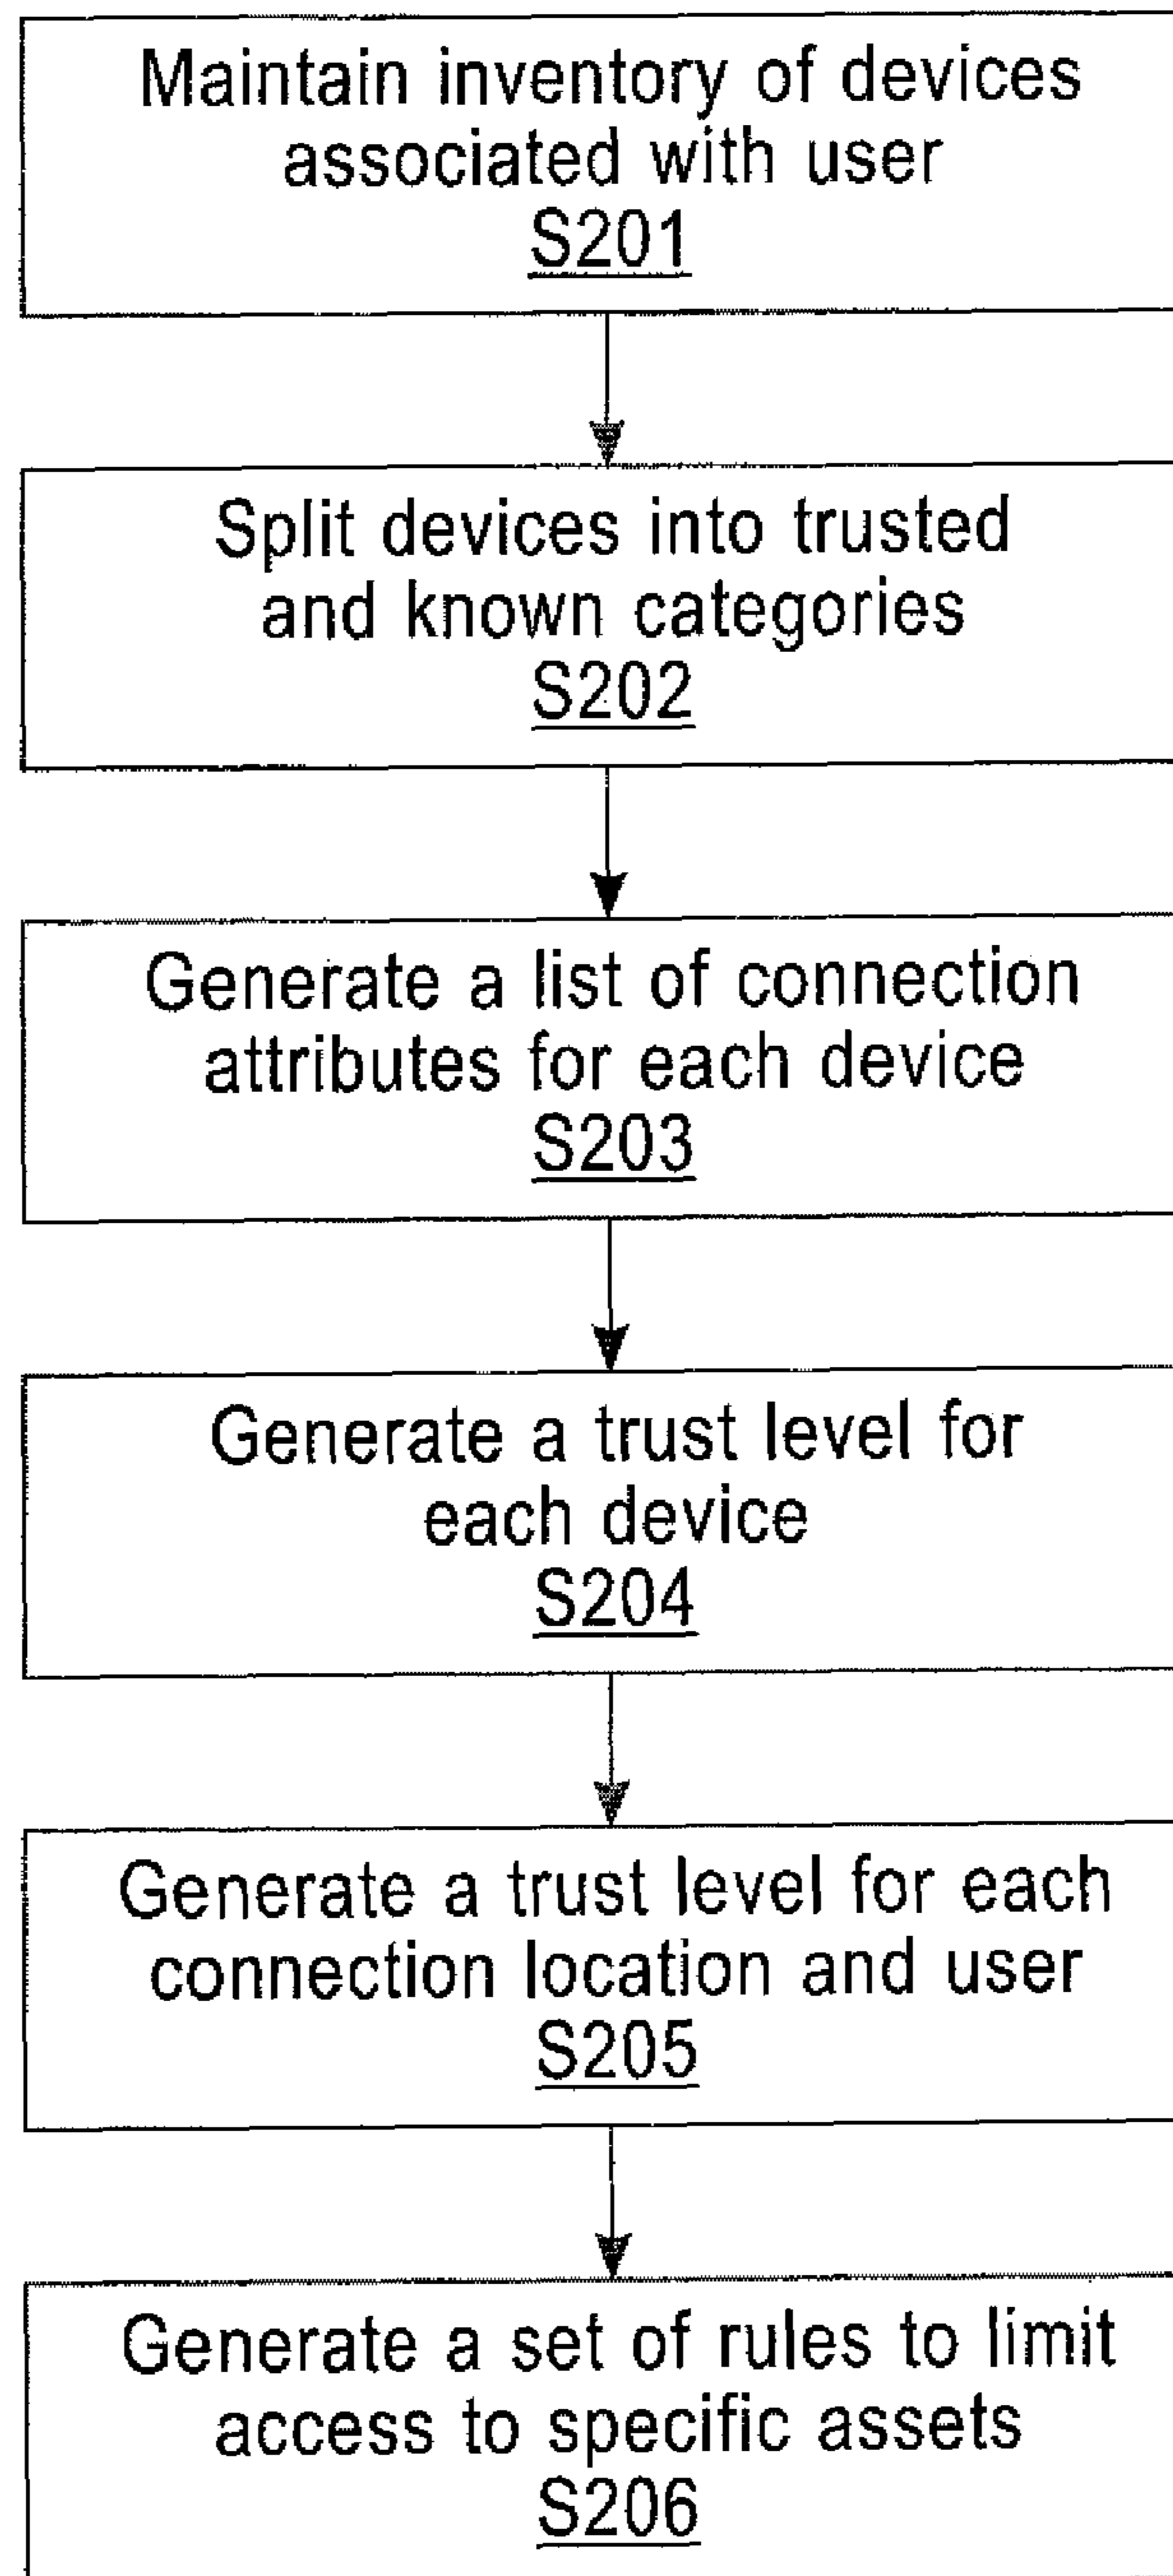 Maintain inventory of devices
associated with user
S201
Split devices into trusted
and known categories
S202
Generate a list of connection
attributes for each device
S203
Generate a trust level for
each device
S204
Generate a trust level for each
connection location and user
S205
Generate a set of rules to limit
access to specific assets
S206